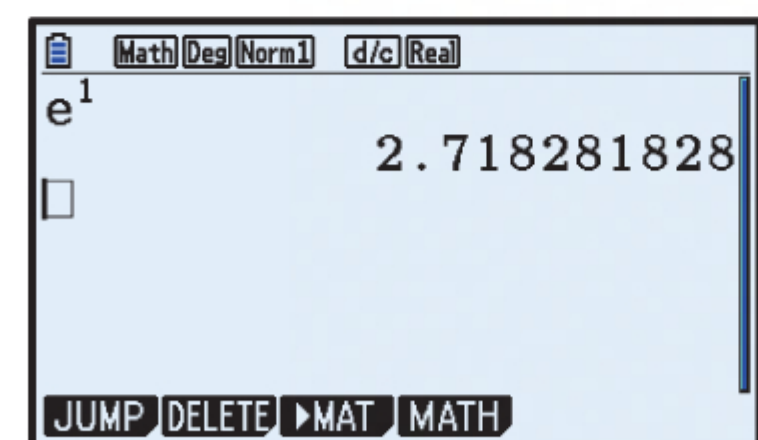 Math Deg Norm1 d/c Real
e¹
2.718281828
JUMP DELETE ▶MAT MATH